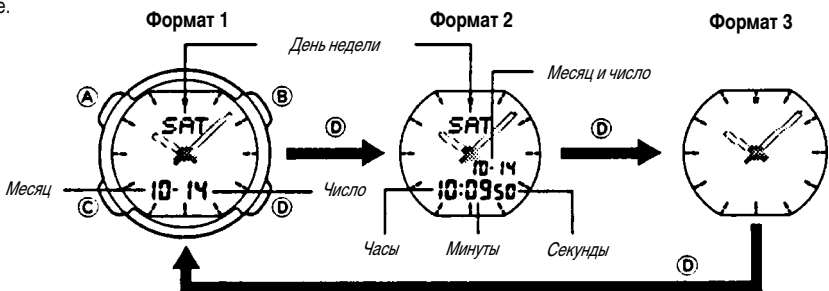 е.
Формат 1 Формат 2 Формат 3
День недели
Месяц и число
A B
SAT D SAT D
10-14
Месяц 10-14 Число 10:09 50
C D
Часы Минуты Секунды
D